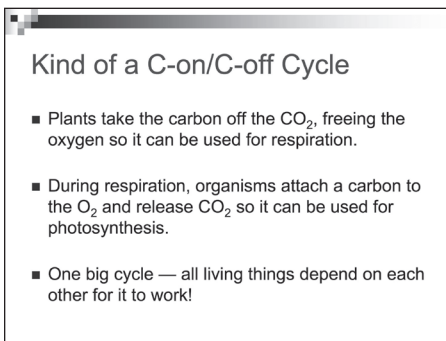 Kind of a C-on/C-off Cycle
■ Plants take the carbon off the CO₂, freeing the
oxygen so it can be used for respiration.
■ During respiration, organisms attach a carbon to
the O₂ and release CO₂ so it can be used for
photosynthesis.
■ One big cycle — all living things depend on each
other for it to work!